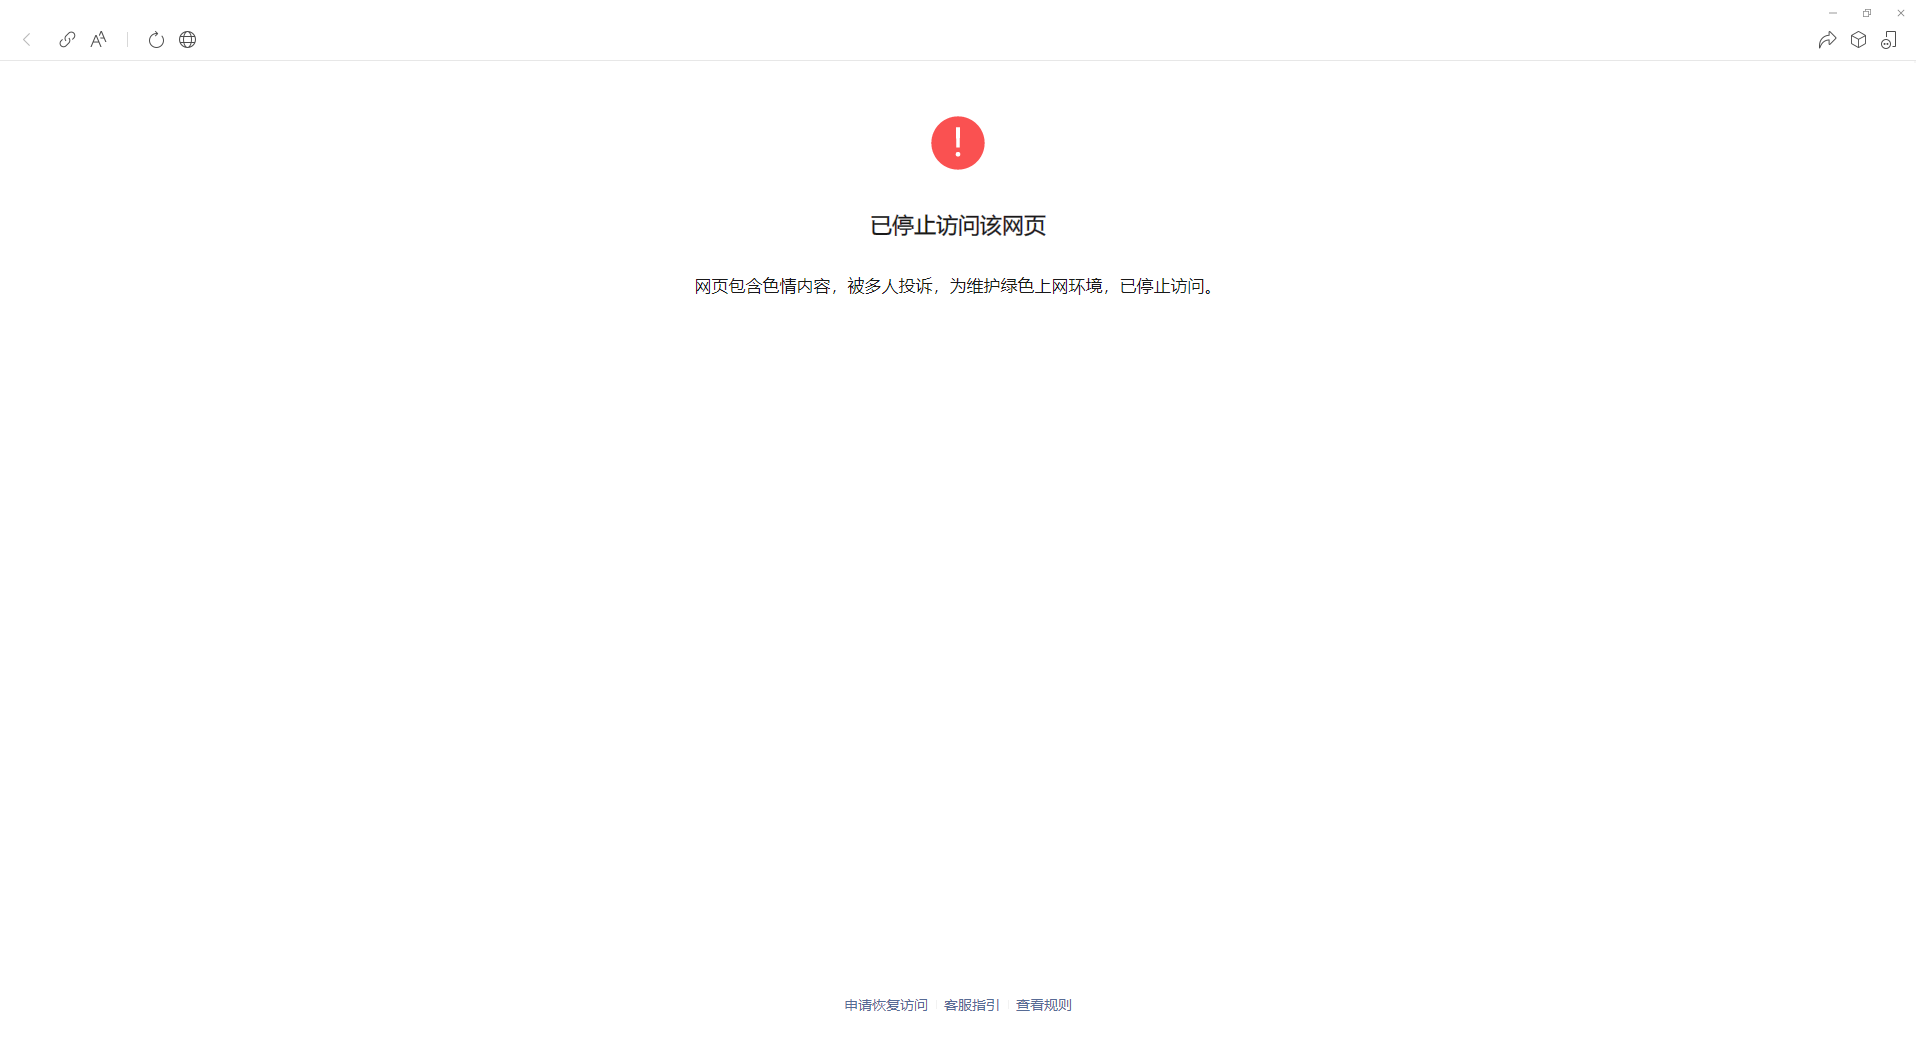 已停止访问该网页
网页包含色情内容，被多人投诉，为维护绿色上网环境，已停止访问。
申请恢复访问 客服指引 查看规则